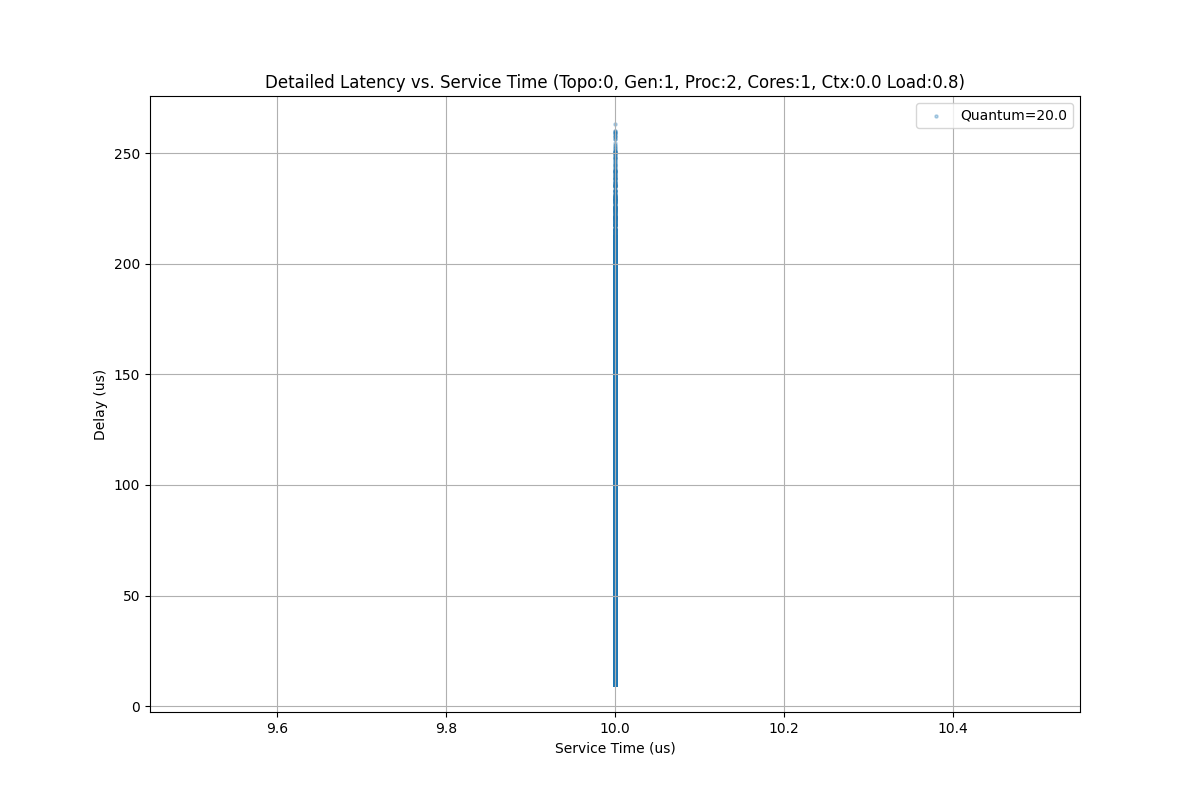 Detailed Latency vs. Service Time (Topo:0, Gen:1, Proc:2, Cores:1, Ctx:0.0 Load:0.8)
Quantum=20.0
250
200
150
100
50
0
Delay (us)
9.6 9.8 10.0 10.2 10.4
Service Time (us)